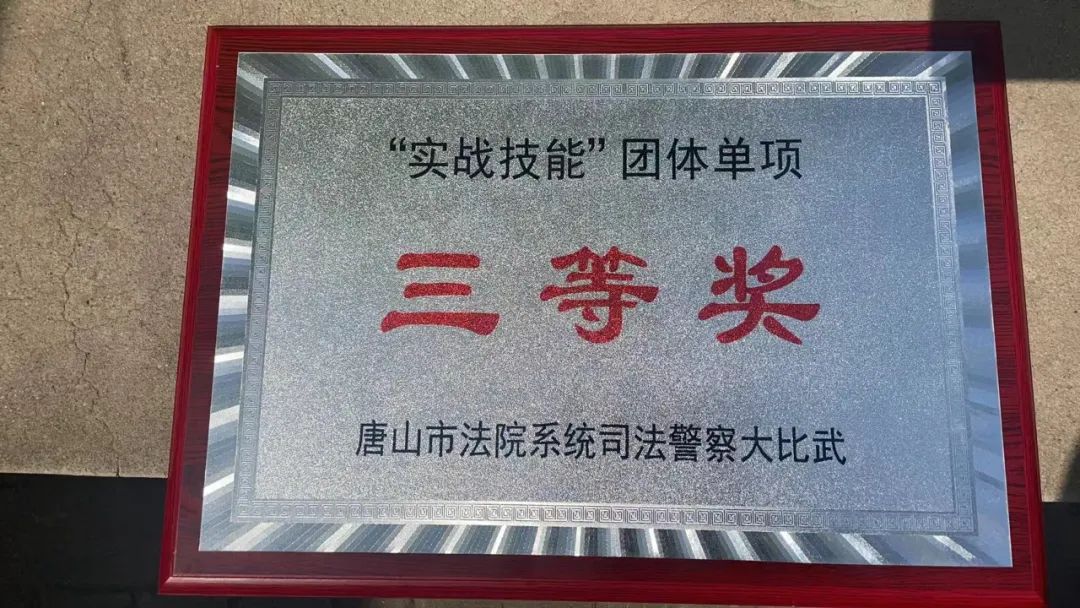 “实战技能”团体单项
三等奖
唐山市法院系统司法警察大比武